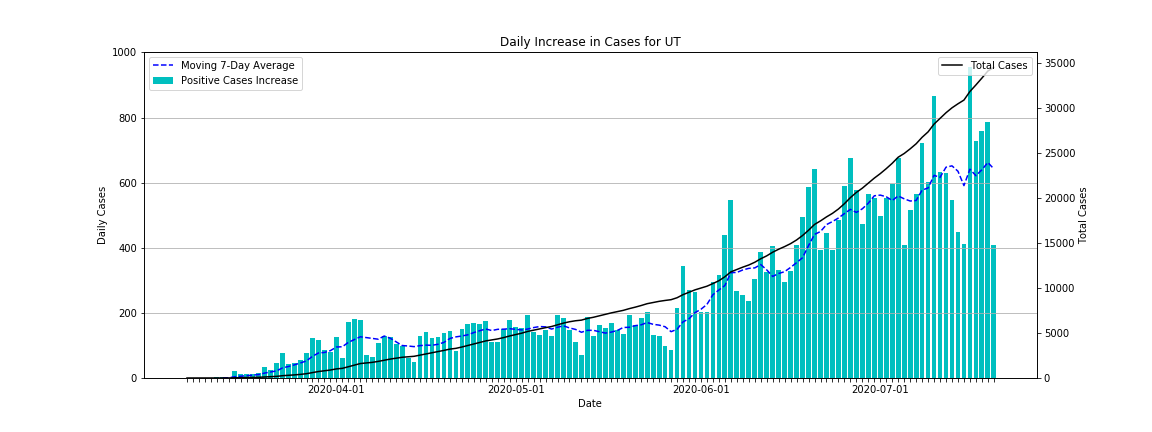 Daily Increase in Cases for UT
Moving 7-Day Average
Positive Cases Increase
Total Cases
1000
800
600
400
200
0
Daily Cases
35000
30000
25000
20000
15000
10000
5000
0
Total Cases
2020-04-01 2020-05-01 2020-06-01 2020-07-01
Date